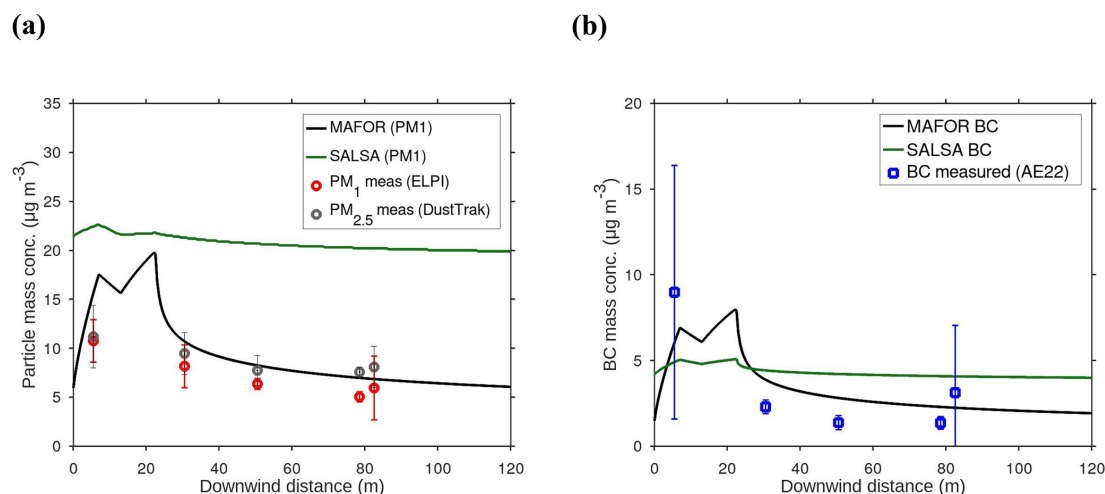 (a)
(b)
35
30
25
20
15
10
5
0
0
20
40
60
80
100
120
Particle mass conc. (µg m-3)
Downwind distance (m)
MAFOR (PM1)
SALSA (PM1)
PM1 meas (ELPI)
PM2.5 meas (DustTrak)
20
15
10
5
0
0
20
40
60
80
100
120
BC mass conc. (µg m-3)
Downwind distance (m)
MAFOR BC
SALSA BC
BC measured (AE22)